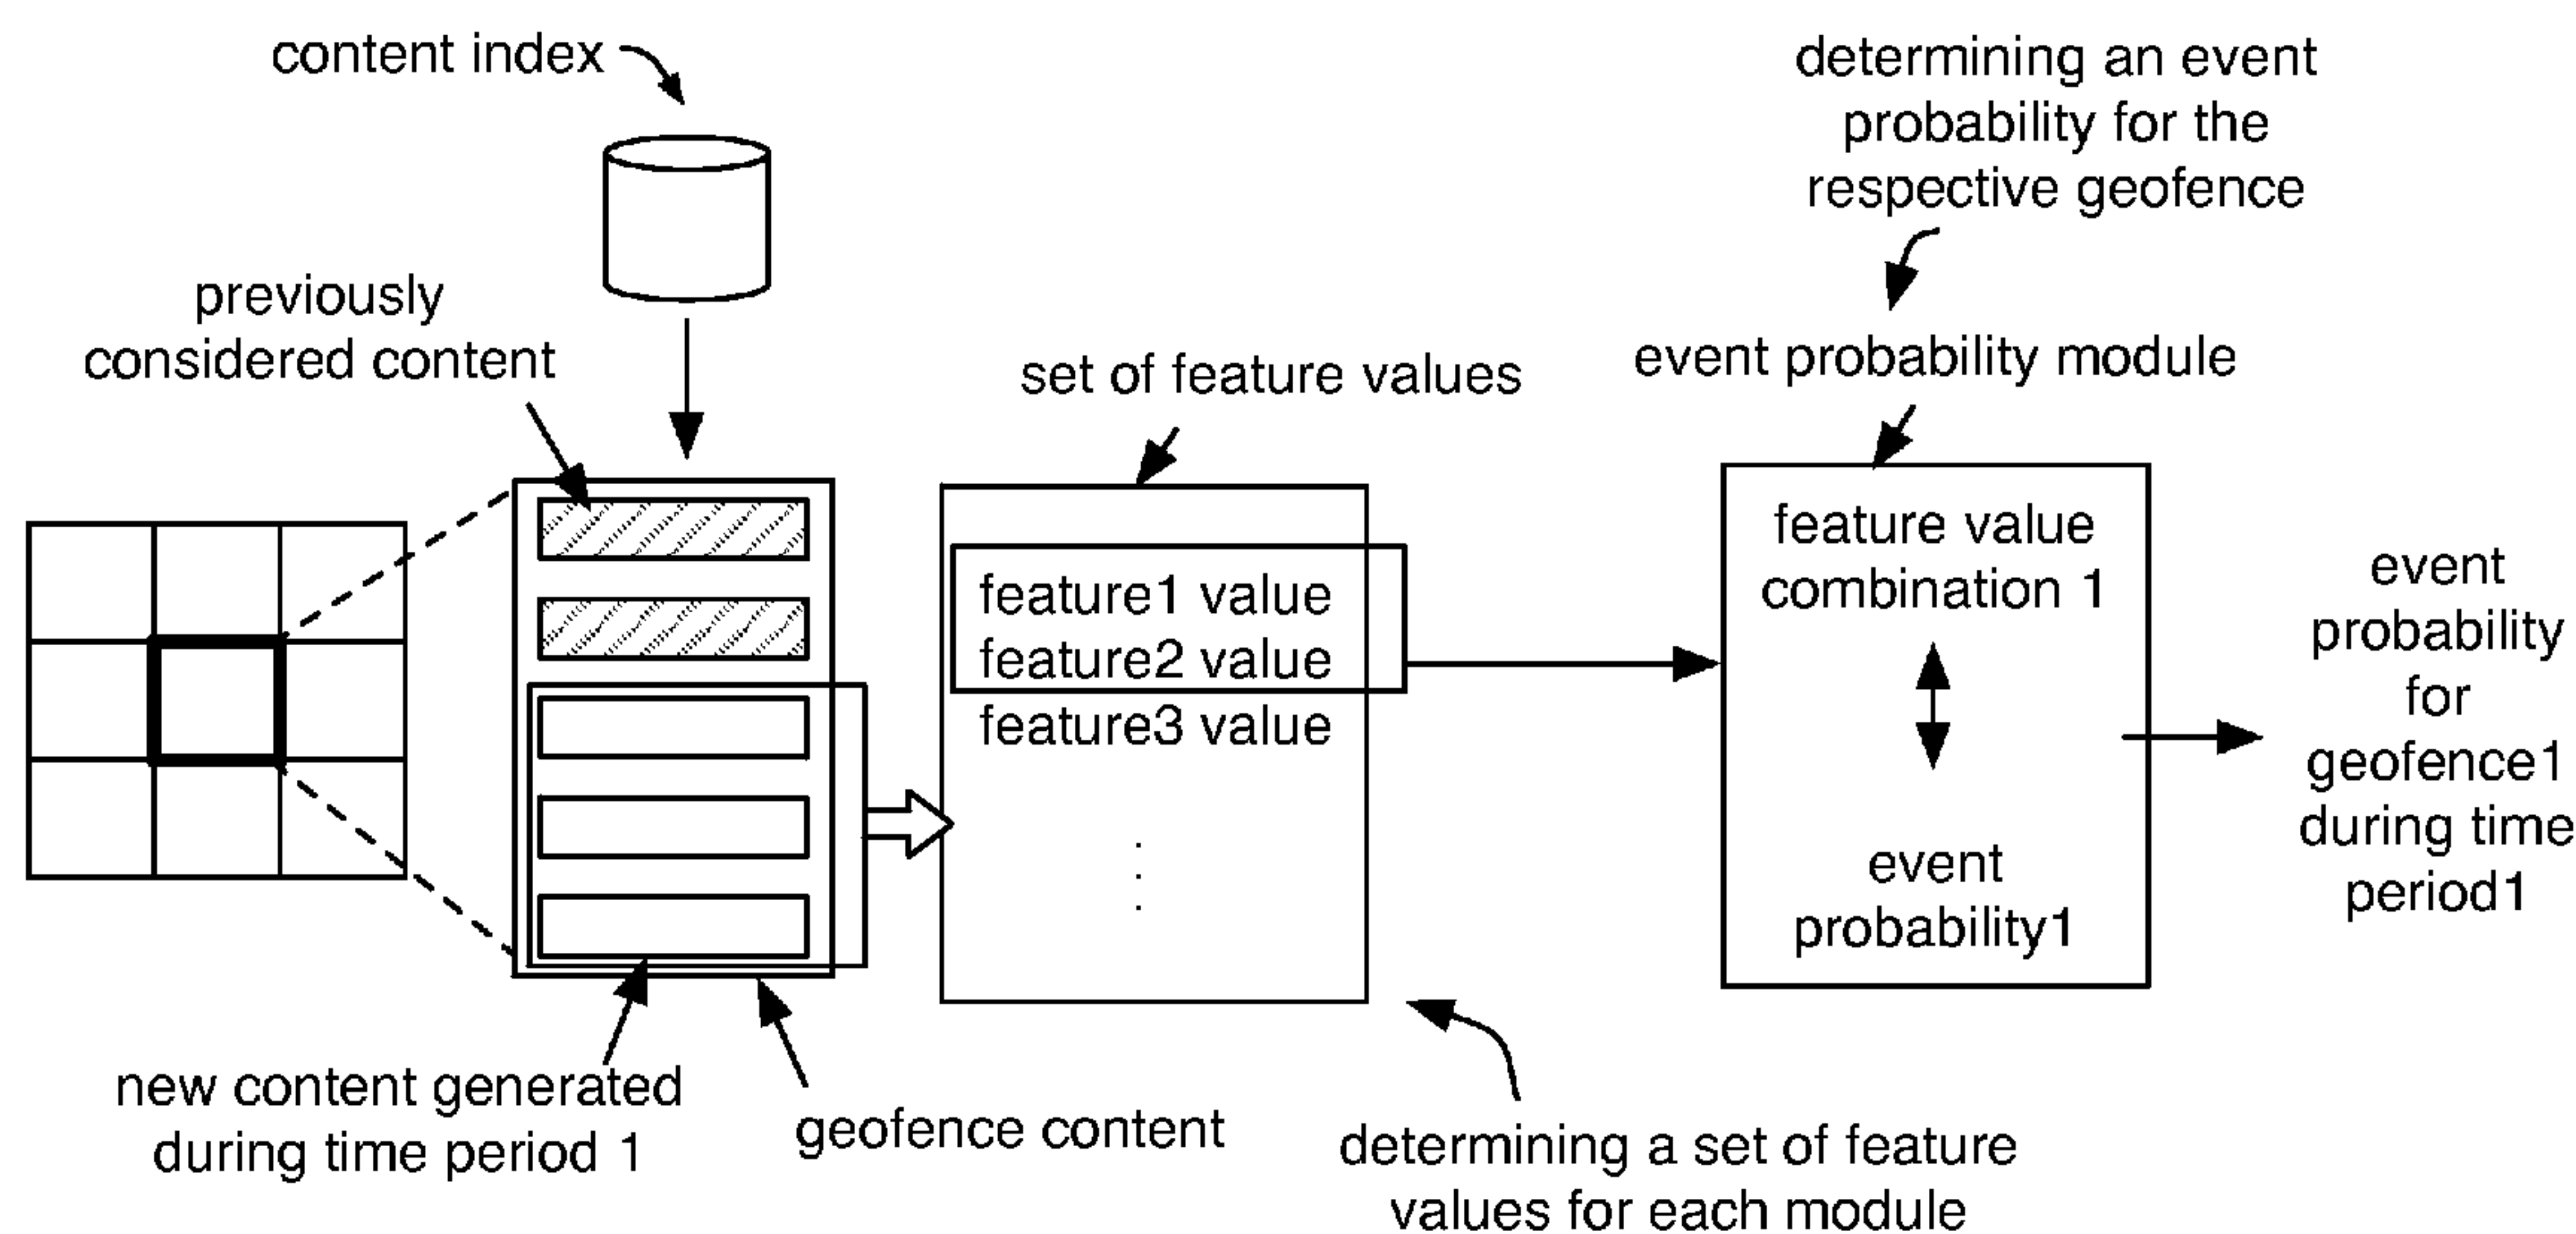 content index
determining an event
probability for the
respective geofence
previously
considered content
set of feature values
event probability module
feature1 value
feature2 value
feature3 value
.
.
.
feature value
combination 1
event
probability1
event
probability
for
geofence1
during time
period1
new content generated
during time period 1
geofence content
determining a set of feature
values for each module